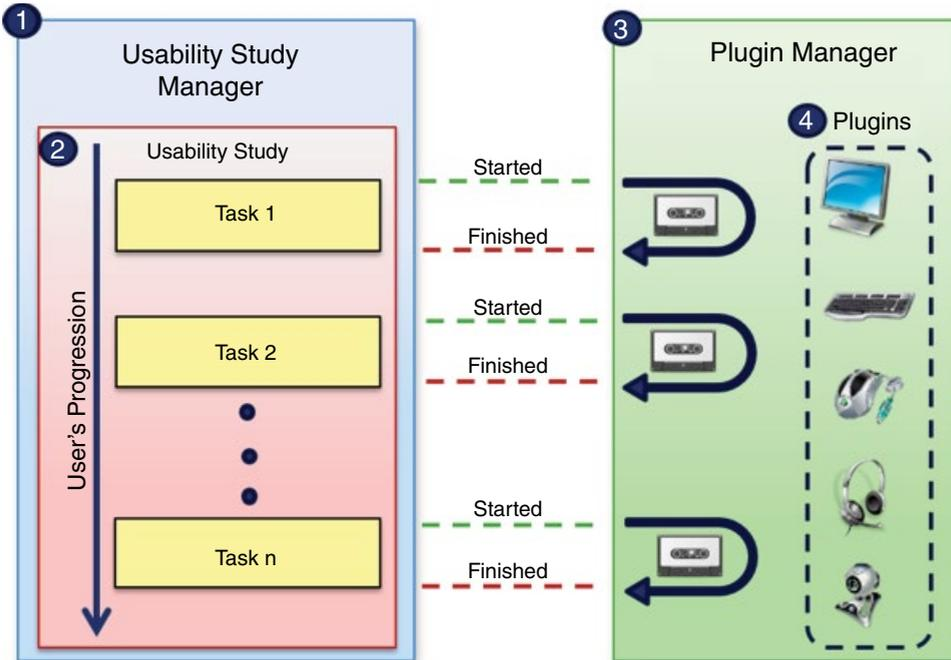 1
Usability Study
Manager
2
Usability Study
User's Progression
Task 1
Task 2
Task n
Started
Finished
Started
Finished
Started
Finished
3
Plugin Manager
4
Plugins